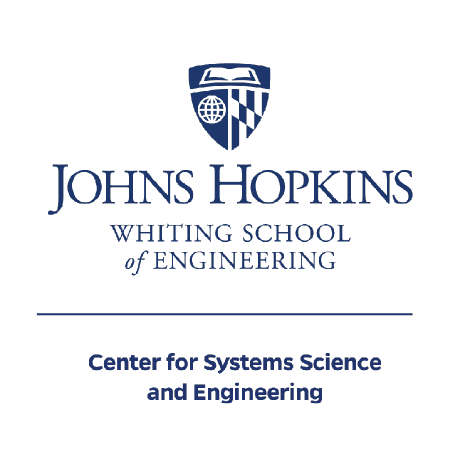 JOHNS HOPKINS
WHITING SCHOOL
of ENGINEERING
Center for Systems Science
and Engineering